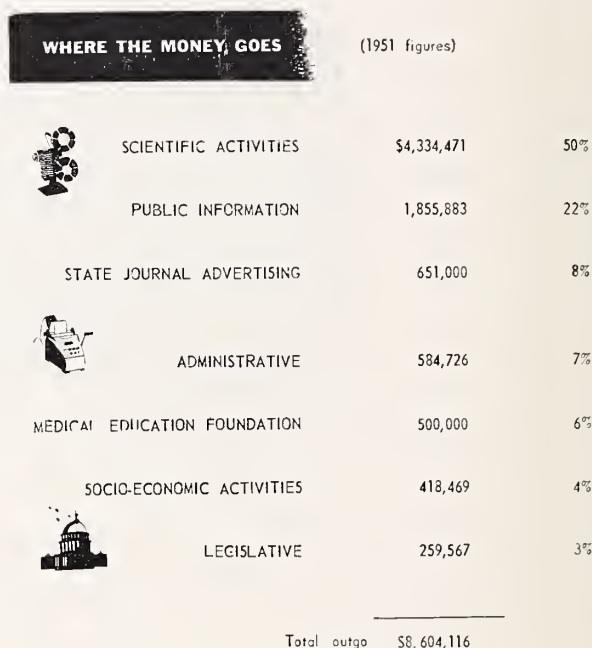 WHERE THE MONEY GOES (1951 figures)
SCIENTIFIC ACTIVITIES $4,334,471 50%
PUBLIC INFORMATION 1,855,883 22%
STATE JOURNAL ADVERTISING 651,000 8%
ADMINISTRATIVE 584,726 7%
MEDICAL EDUCATION FOUNDATION 500,000 6%
SOCIO-ECONOMIC ACTIVITIES 418,469 4%
LEGISLATIVE 259,567 3%
Total outgo $8,604,116